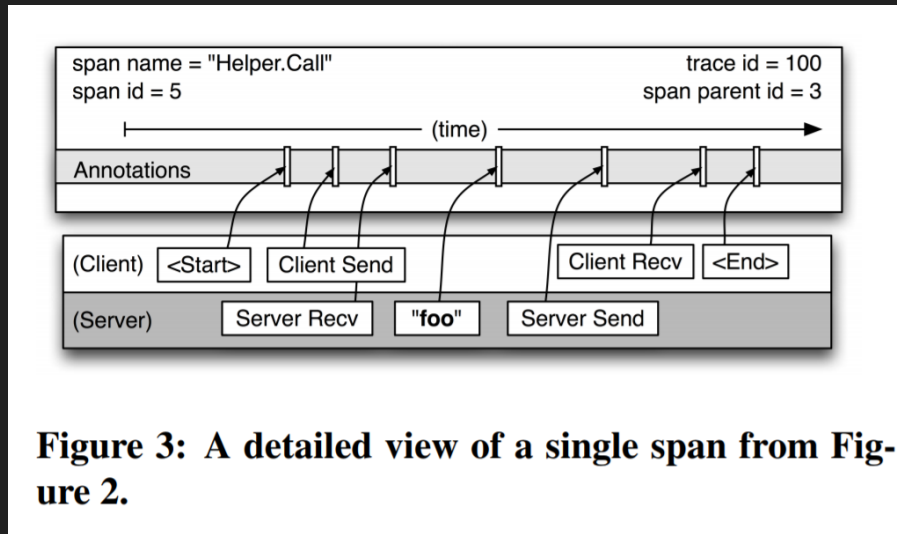 span name = "Helper.Call"
trace id = 100
span id = 5
span parent id = 3
(time)
Annotations
(Client)
<Start>
Client Send
Client Recv
<End>
(Server)
Server Recv
"foo"
Server Send
Figure 3: A detailed view of a single span from Fig-
ure 2.